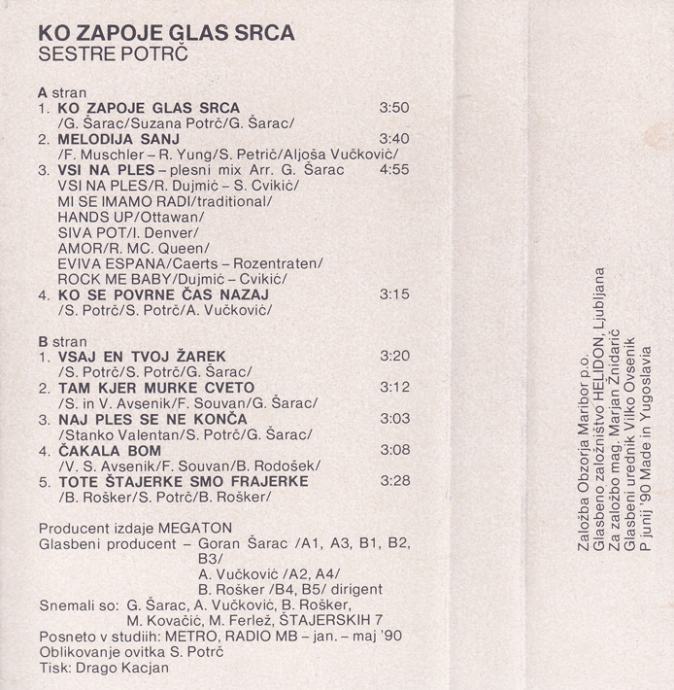 KO ZAPOJE GLAS SRCA
SESTRE POTRČ
A stran
1. KO ZAPOJE GLAS SRCA 3:50
/G. Šarac/Suzana Potrč/G. Šarac/
2. MELODIJA SANJ 3:40
/F. Muschler – R. Yung/S. Petrič/Aljoša Vučković/
3. VSI NA PLES – plesni mix Arr. G. Šarac 4:55
VSI NA PLES/R. Dujmić – S. Cvikić/
MI SE IMAMO RADI/traditional/
HANDS UP/Ottawan/
SIVA POT/I. Denver/
AMOR/R. MC. Queen/
EVIVA ESPANA/Caerts – Rozentraten/
ROCK ME BABY/Dujmić – Cvikić/
4. KO SE POVRNE ČAS NAZAJ 3:15
/S. Potrč/S. Potrč/A. Vučković/
B stran
1. VSAJ EN TVOJ ŽAREK 3:20
/S. Potrč/S. Potrč/G. Šarac/
2. TAM KJER MURKE CVETO 3:12
/S. in V. Avsenik/F. Souvan/G. Šarac/
3. NAJ PLES SE NE KONČA 3:03
/Stanko Valentan/S. Potrč/G. Šarac/
4. ČAKALA BOM 3:08
/V. S. Avsenik/F. Souvan/B. Rodošek/
5. TOTE ŠTAJERKE SMO FRAJERKE 3:28
/B. Rošker/S. Potrč/B. Rošker/
Producent izdaje MEGATON
Glasbeni producent – Goran Šarac /A1, A3, B1, B2,
B3/
A. Vučković /A2, A4/
B. Rošker /B4, B5/ dirigent
Snemali so: G. Šarac, A. Vučković, B. Rošker,
M. Kovačič, M. Ferlež, ŠTAJERSKIH 7
Posneto v studiih: METRO, RADIO MB – jan. – maj '90
Oblikovanje ovitka S. Potrč
Tisk: Drago Kacjan
Založba Obzorja Maribor p.o.
Glasbeno založništvo HELIDON, Ljubljana
Za založbo mag. Marjan Žnidarič
Glasbeni urednik Vilko Ovsenik
P junij '90 Made in Yugoslavia